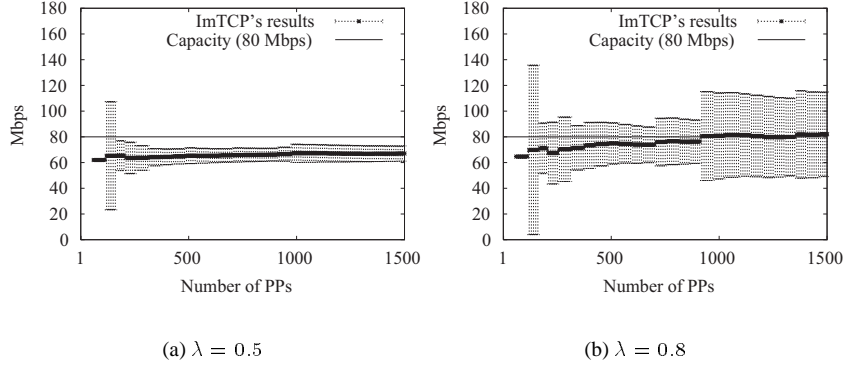 180
160
140
120
100
80
60
40
20
0
Mbps
ImTCP's results
Capacity (80 Mbps)
1
500
1000
1500
Number of PPs
(a) λ = 0.5
180
160
140
120
100
80
60
40
20
0
Mbps
ImTCP's results
Capacity (80 Mbps)
1
500
1000
1500
Number of PPs
(b) λ = 0.8